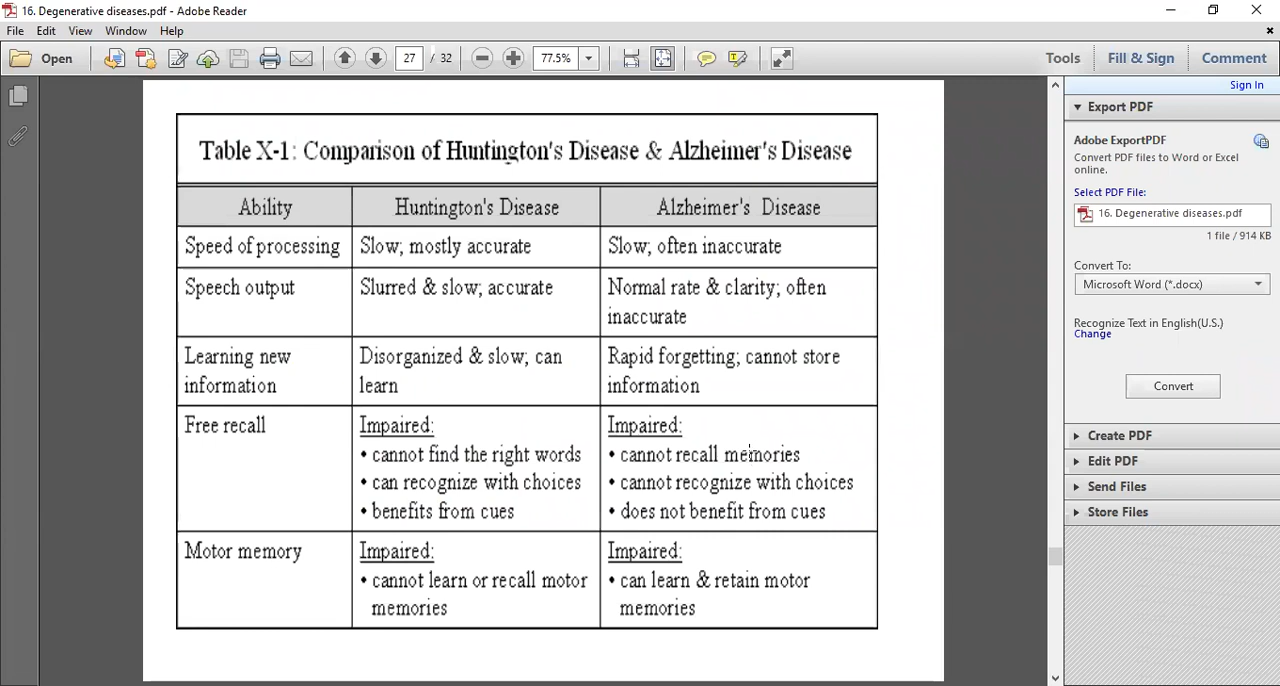 16. Degenerative diseases.pdf - Adobe Reader
File Edit View Window Help
Open 27 / 32 77.5% Tools Fill & Sign Comment
Sign In
Table X-1: Comparison of Huntington's Disease & Alzheimer's Disease
Ability Huntington's Disease Alzheimer's Disease
Speed of processing Slow; mostly accurate Slow; often inaccurate
Speech output Slurred & slow; accurate Normal rate & clarity; often
inaccurate
Learning new Disorganized & slow; can Rapid forgetting; cannot store
information learn information
Free recall Impaired: Impaired:
• cannot find the right words • cannot recall memories
• can recognize with choices • cannot recognize with choices
• benefits from cues • does not benefit from cues
Motor memory Impaired: Impaired:
• cannot learn or recall motor • can learn & retain motor
memories memories
Export PDF
Adobe ExportPDF
Convert PDF files to Word or Excel
online.
Select PDF File:
16. Degenerative diseases.pdf
1 file / 914 KB
Convert To:
Microsoft Word (*.docx)
Recognize Text in English(U.S.)
Change
Convert
Create PDF
Edit PDF
Send Files
Store Files